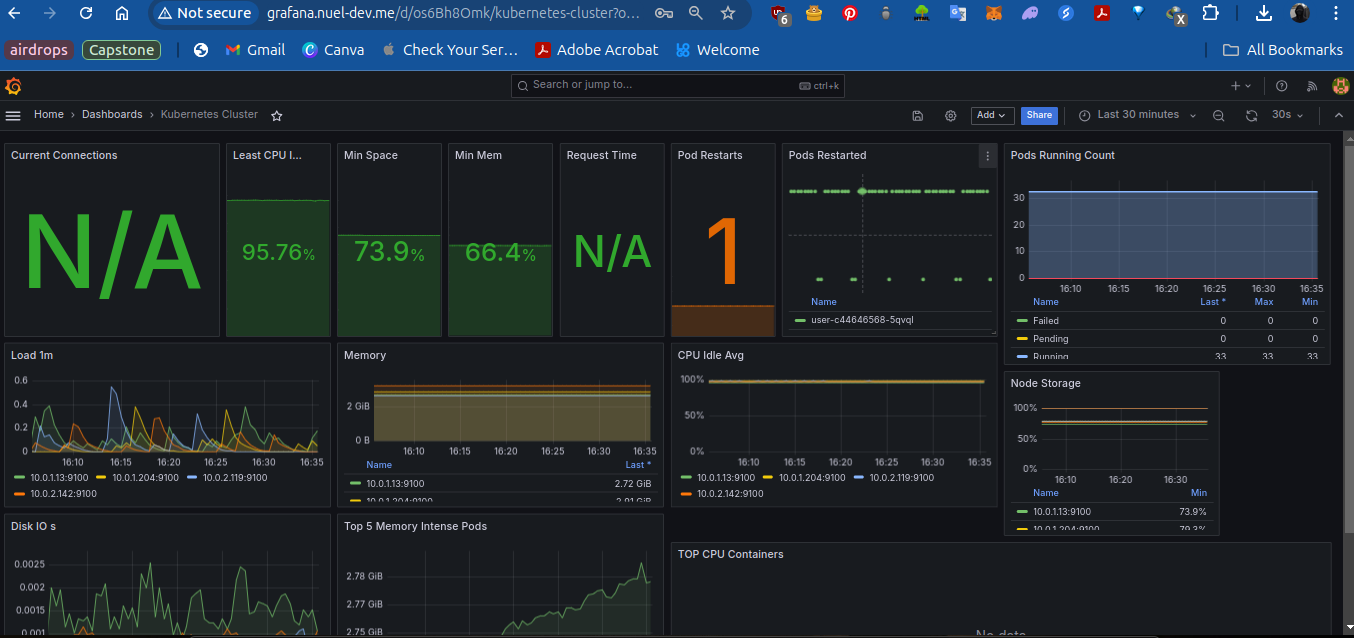 Not secure grafana.nuel-dev.me/d/os6Bh8Omk/kubernetes-cluster?o... 6 X
airdrops Capstone Gmail Canva Check Your Ser... Adobe Acrobat Welcome All Bookmarks
Search or jump to... ctrl+k
Home › Dashboards › Kubernetes Cluster Add Share Last 30 minutes 30s
Current Connections
N/A
Least CPU I...
95.76%
Min Space
73.9%
Min Mem
66.4%
Request Time
N/A
Pod Restarts
1
Pods Restarted
Name
user-c44646568-5qvql
Pods Running Count
30
20
10
0
16:10 16:15 16:20 16:25 16:30 16:35
Name Last * Max Min
Failed 0 0 0
Pending 0 0 0
Running 33 33 33
Load 1m
0.6
0.4
0.2
0
16:10 16:15 16:20 16:25 16:30 16:35
10.0.1.13:9100 10.0.1.204:9100 10.0.2.119:9100
10.0.2.142:9100
Memory
2 GiB
0 B
16:10 16:15 16:20 16:25 16:30 16:35
Name Last *
10.0.1.13:9100 2.72 GiB
10.0.1.204:9100 2.91 GiB
CPU Idle Avg
100%
50%
0%
16:10 16:15 16:20 16:25 16:30 16:35
10.0.1.13:9100 10.0.1.204:9100 10.0.2.119:9100
10.0.2.142:9100
Node Storage
100%
50%
0%
16:10 16:20 16:30
Name Min
10.0.1.13:9100 73.9%
10.0.1.204:9100 79.3%
Disk IO s
0.0025
0.002
0.0015
0.001
Top 5 Memory Intense Pods
2.78 GiB
2.77 GiB
2.75 GiB
TOP CPU Containers
No data